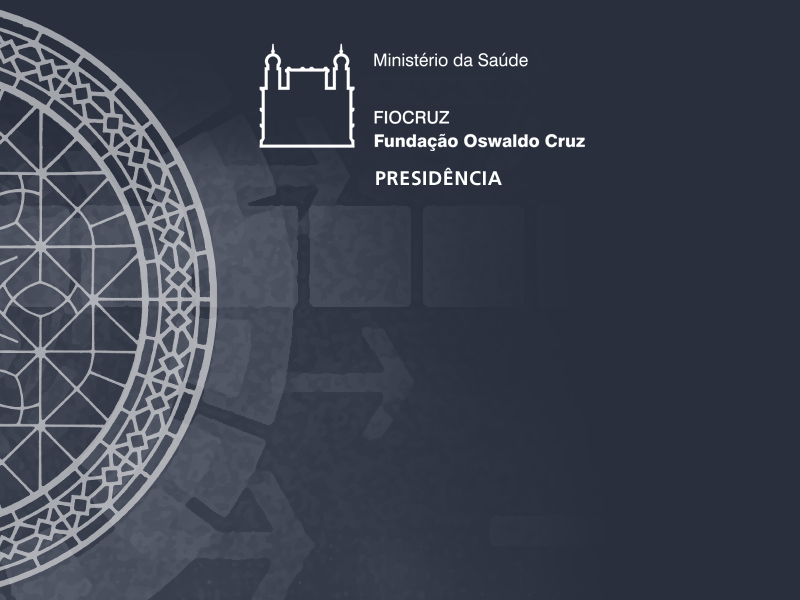 Ministério da Saúde
FIOCRUZ
Fundação Oswaldo Cruz
PRESIDÊNCIA